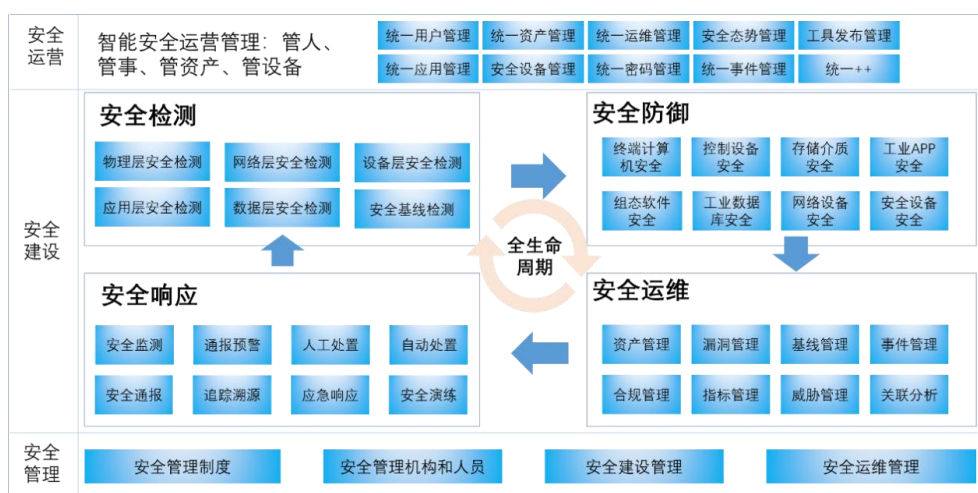 安全
运营
智能安全运营管理：管人、
管事、管资产、管设备
统一用户管理
统一资产管理
统一运维管理
安全态势管理
工具发布管理
统一应用管理
安全设备管理
统一密码管理
统一事件管理
统一++
安全
建设
安全检测
物理层安全检测
网络层安全检测
设备层安全检测
应用层安全检测
数据层安全检测
安全基线检测
安全防御
终端计算
机安全
控制设备
安全
存储介质
安全
工业APP
安全
组态软件
安全
工业数据
库安全
网络设备
安全
安全设备
安全
全生命
周期
安全响应
安全监测
通报预警
人工处置
自动处置
安全通报
追踪溯源
应急响应
安全演练
安全运维
资产管理
漏洞管理
基线管理
事件管理
合规管理
指标管理
威胁管理
关联分析
安全
管理
安全管理制度
安全管理机构和人员
安全建设管理
安全运维管理